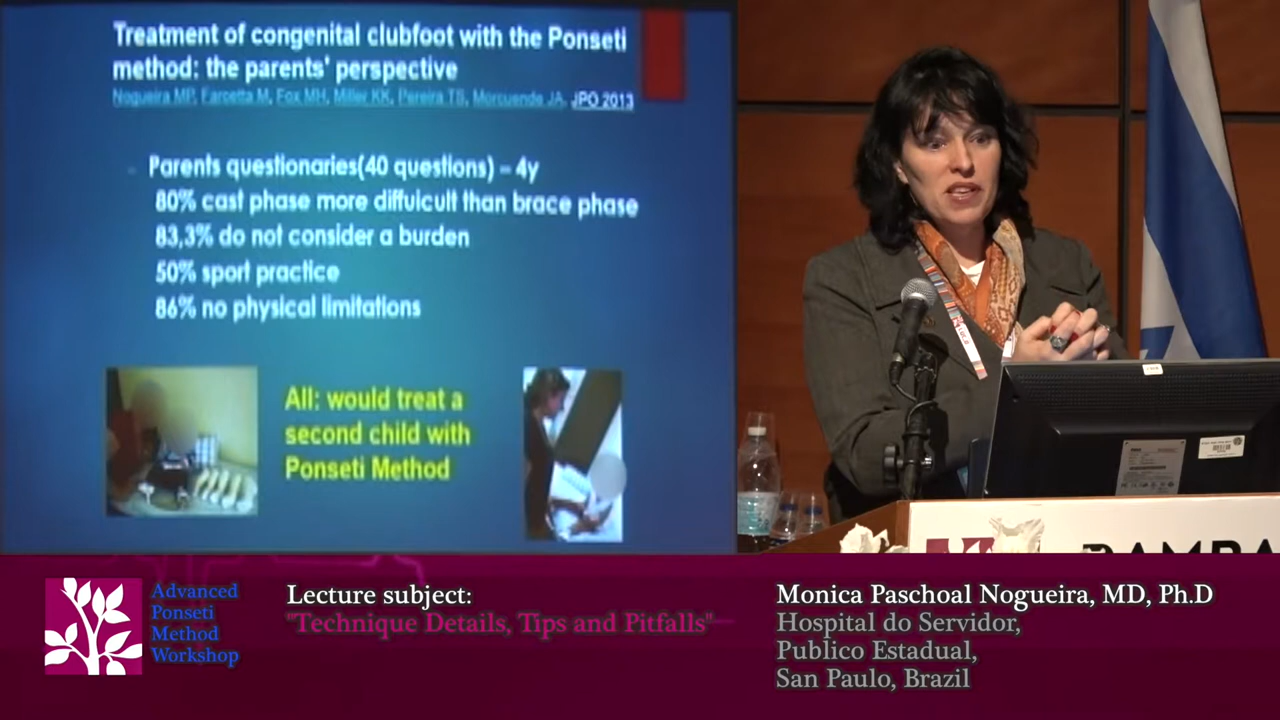 Treatment of congenital clubfoot with the Ponseti
method: the parents' perspective
Nogueira MP, Farcetta M, Fox MH, Miller KK, Pereira TS, Morcuende JA. JPO 2013
- Parents questionaries(40 questions) – 4y
80% cast phase more diffuicult than brace phase
83,3% do not consider a burden
50% sport practice
86% no physical limitations
All: would treat a
second child with
Ponseti Method
Advanced
Ponseti
Method
Workshop
Lecture subject:
"Technique Details, Tips and Pitfalls"
Monica Paschoal Nogueira, MD, Ph.D
Hospital do Servidor,
Publico Estadual,
San Paulo, Brazil